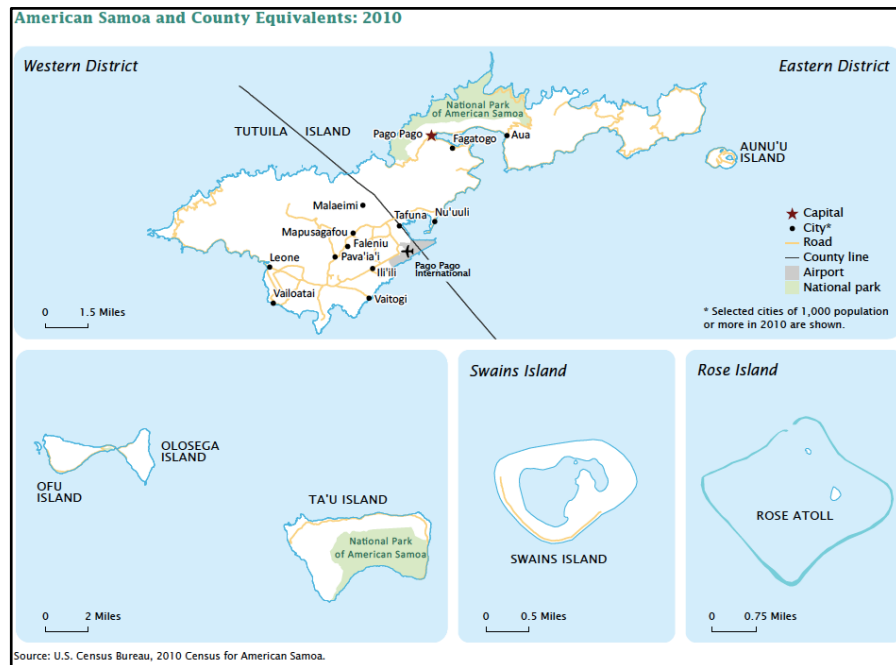 American Samoa and County Equivalents: 2010
Western District
Eastern District
National Park
of American Samoa
TUTUILA ISLAND
Pago Pago
Fagatogo
Aua
AUNU'U
ISLAND
Malaeimi
Tafuna
Nu'uuli
Mapusagafou
Faleniu
Pava'ia'i
Leone
Ili'ili
Pago Pago
International
Vailoatai
Vaitogi
Capital
City*
Road
County line
Airport
National park
* Selected cities of 1,000 population
or more in 2010 are shown.
0 1.5 Miles
OLOSEGA
ISLAND
OFU
ISLAND
TA'U ISLAND
National Park
of American Samoa
0 2 Miles
Swains Island
SWAINS ISLAND
0 0.5 Miles
Rose Island
ROSE ATOLL
0 0.75 Miles
Source: U.S. Census Bureau, 2010 Census for American Samoa.